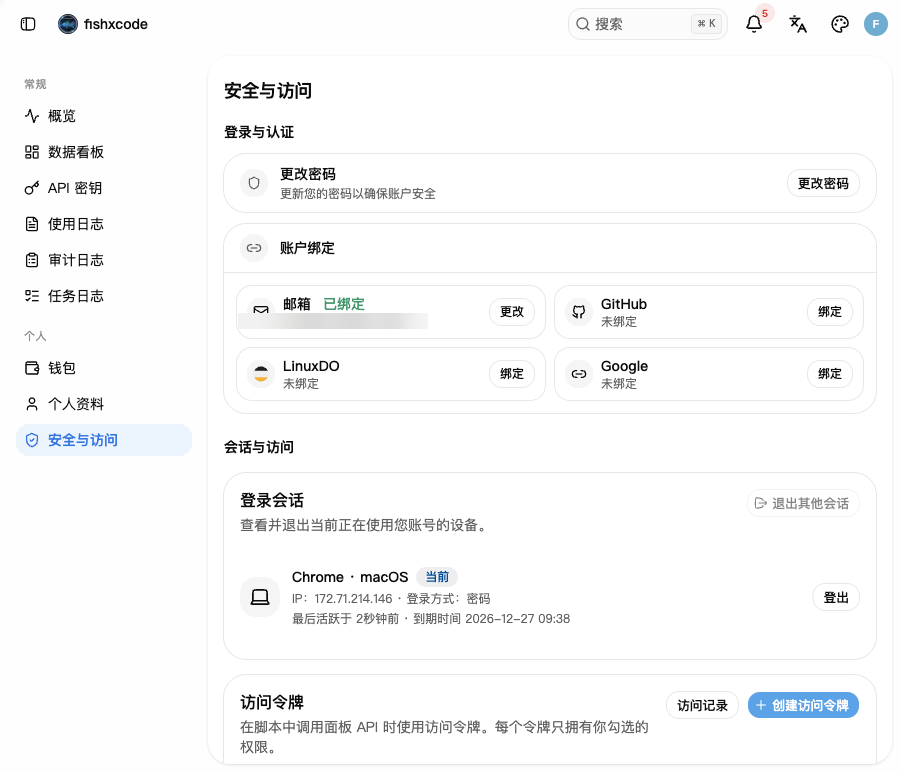 fishxcode
搜索
⌘ K
5
F
常规
概览
数据看板
API 密钥
使用日志
审计日志
任务日志
个人
钱包
个人资料
安全与访问
安全与访问
登录与认证
更改密码
更新您的密码以确保账户安全
更改密码
账户绑定
邮箱 已绑定
更改
GitHub
未绑定
绑定
LinuxDO
未绑定
绑定
Google
未绑定
绑定
会话与访问
登录会话
查看并退出当前正在使用您账号的设备。
退出其他会话
Chrome · macOS 当前
IP: 172.71.214.146 · 登录方式: 密码
最后活跃于 2秒钟前 · 到期时间 2026-12-27 09:38
登出
访问令牌
在脚本中调用面板 API 时使用访问令牌。每个令牌只拥有你勾选的
权限。
访问记录
+ 创建访问令牌